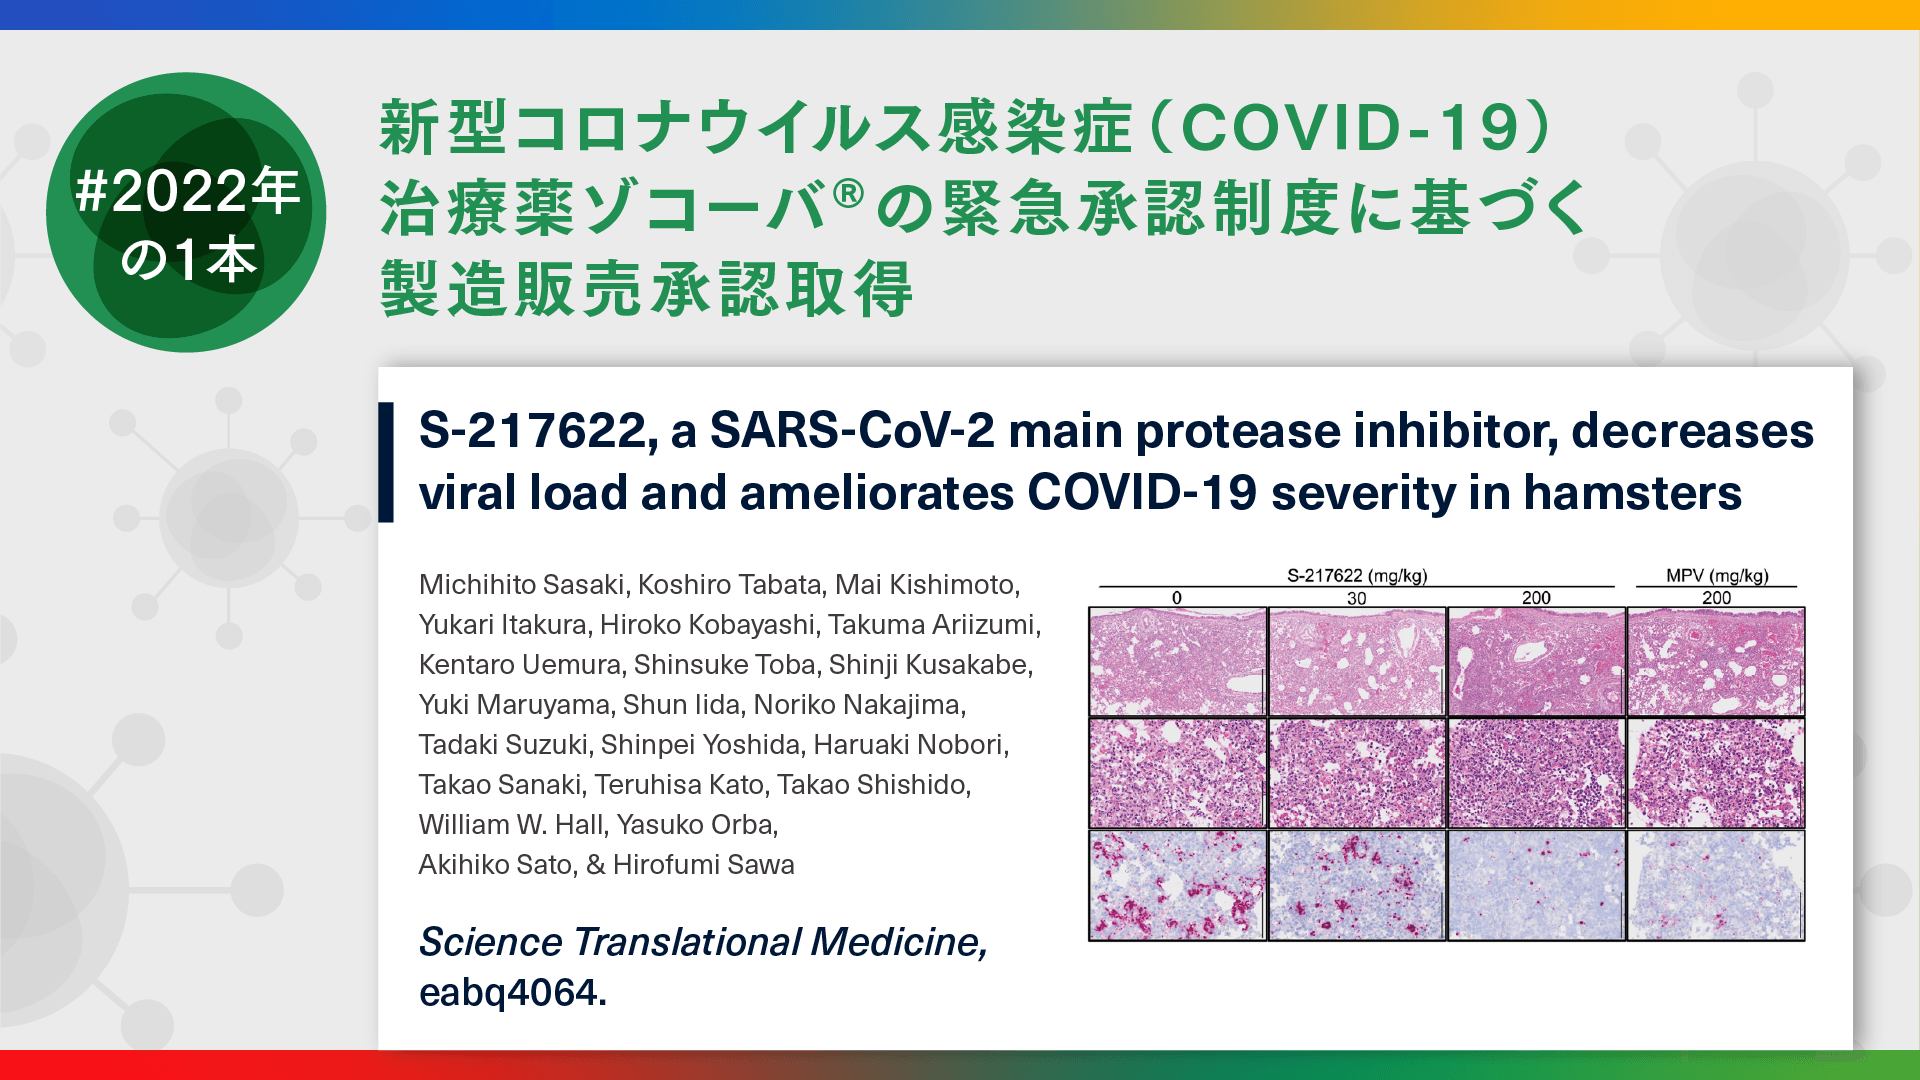 #2022年
の1本
新型コロナウイルス感染症（COVID-19）
治療薬ゾコーバ®の緊急承認制度に基づく
製造販売承認取得
S-217622, a SARS-CoV-2 main protease inhibitor, decreases
viral load and ameliorates COVID-19 severity in hamsters
Michihito Sasaki, Koshiro Tabata, Mai Kishimoto,
Yukari Itakura, Hiroko Kobayashi, Takuma Ariizumi,
Kentaro Uemura, Shinsuke Toba, Shinji Kusakabe,
Yuki Maruyama, Shun Iida, Noriko Nakajima,
Tadaki Suzuki, Shinpei Yoshida, Haruaki Nobori,
Takao Sanaki, Teruhisa Kato, Takao Shishido,
William W. Hall, Yasuko Orba,
Akihiko Sato, & Hirofumi Sawa
Science Translational Medicine,
eabq4064.
S-217622 (mg/kg) MPV (mg/kg)
0 30 200 200